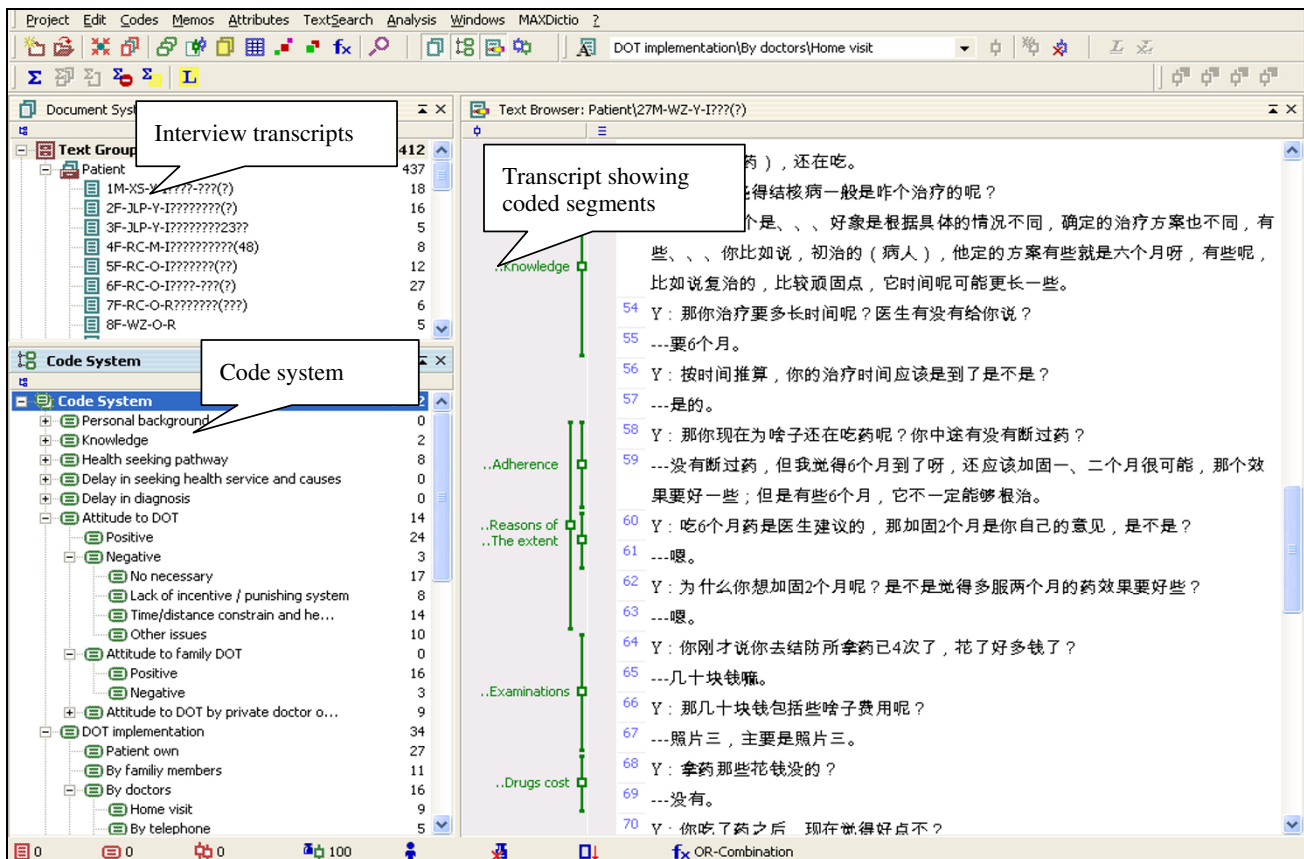 Project Edit Codes Memos Attributes TextSearch Analysis Windows MAXDictio ?
DOT implementation\By doctors\Home visit
Document Syst
Interview transcripts
Text Group
412
Patient 437
1M-XS-Y-I????-???(?) 18
2F-JLP-Y-I????????(?) 16
3F-JLP-Y-I????????23?? 5
4F-RC-M-I?????????(48) 8
5F-RC-O-I???????(??) 12
6F-RC-O-I????-???(?) 27
7F-RC-O-R???????(???) 6
8F-WZ-O-R 5
Code System
Code system
Code System 2
Personal background 0
Knowledge 2
Health seeking pathway 8
Delay in seeking health service and causes 0
Delay in diagnosis 0
Attitude to DOT 14
Positive 24
Negative 3
No necessary 17
Lack of incentive / punishing system 8
Time/distance constrain and he... 14
Other issues 10
Attitude to family DOT 0
Positive 16
Negative 3
Attitude to DOT by private doctor o... 9
DOT implementation 34
Patient own 27
By familiy members 11
By doctors 16
Home visit 9
By telephone 5
Text Browser: Patient\27M-WZ-Y-I???(?)
Transcript showing
coded segments
药），还在吃。
得结核病一般是咋个治疗的呢？
个是、、、好象是根据具体的情况不同，确定的治疗方案也不同，有
些、、、你比如说，初治的（病人），他定的方案有些就是六个月呀，有些呢，
..Knowledge
比如说复治的，比较顽固点，它时间呢可能更长一些。
54 Y：那你治疗要多长时间呢？医生有没有给你说？
55 ---要6个月。
56 Y：按时间推算，你的治疗时间应该是到了是不是？
57 ---是的。
58 Y：那你现在为啥子还在吃药呢？你中途有没有断过药？
..Adherence
59 ---没有断过药，但我觉得6个月到了呀，还应该加固一、二个月很可能，那个效
果要好一些；但是有些6个月，它不一定能够根治。
..Reasons of
60 Y：吃6个月药是医生建议的，那加固2个月是你自己的意见，是不是？
..The extent
61 ---嗯。
62 Y：为什么你想加固2个月呢？是不是觉得多服两个月的药效果要好些？
63 ---嗯。
64 Y：你刚才说你去结防所拿药已4次了，花了好多钱了？
65 ---几十块钱嘛。
..Examinations
66 Y：那几十块钱包括些啥子费用呢？
67 ---照片三，主要是照片三。
68 Y：拿药那些花钱没的？
..Drugs cost
69 ---没有。
70 Y：你吃了药之后 现在觉得好点不？
0 0 0 100 OR-Combination